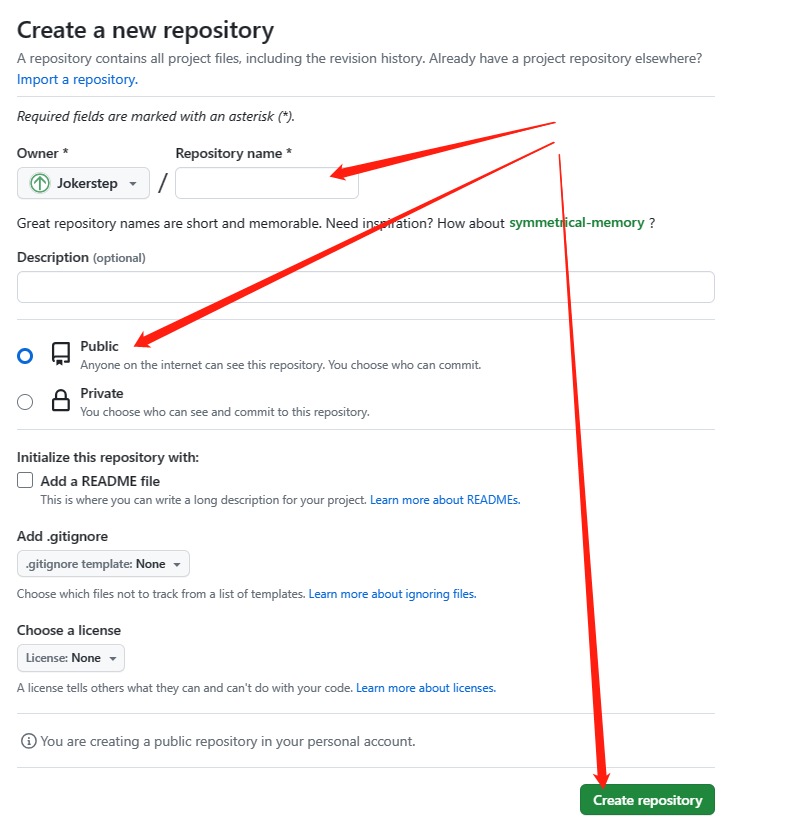 Create a new repository
A repository contains all project files, including the revision history. Already have a project repository elsewhere?
Import a repository.
Required fields are marked with an asterisk (*).
Owner * Repository name *
Jokerstep /
Great repository names are short and memorable. Need inspiration? How about symmetrical-memory ?
Description (optional)
Public
Anyone on the internet can see this repository. You choose who can commit.
Private
You choose who can see and commit to this repository.
Initialize this repository with:
Add a README file
This is where you can write a long description for your project. Learn more about READMEs.
Add .gitignore
.gitignore template: None
Choose which files not to track from a list of templates. Learn more about ignoring files.
Choose a license
License: None
A license tells others what they can and can't do with your code. Learn more about licenses.
You are creating a public repository in your personal account.
Create repository